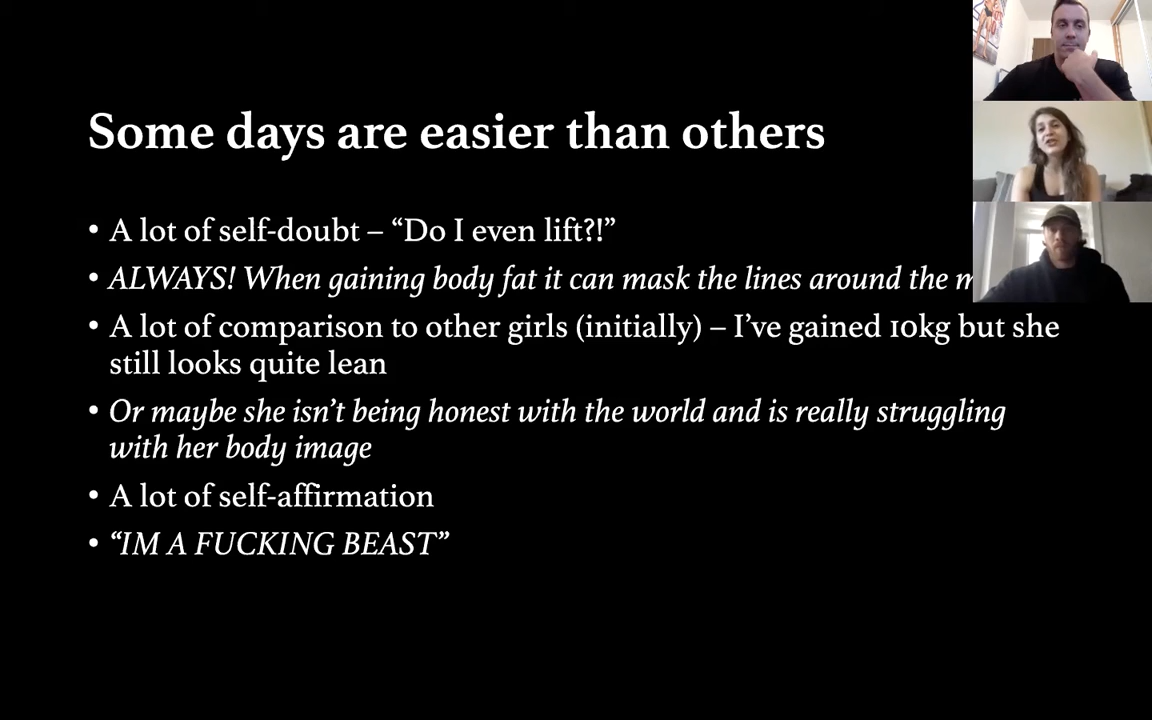 Some days are easier than others
• A lot of self-doubt – “Do I even lift?!”
• ALWAYS! When gaining body fat it can mask the lines around the
• A lot of comparison to other girls (initially) – I’ve gained 10kg but she
still looks quite lean
• Or maybe she isn’t being honest with the world and is really struggling
with her body image
• A lot of self-affirmation
• “IM A FUCKING BEAST”